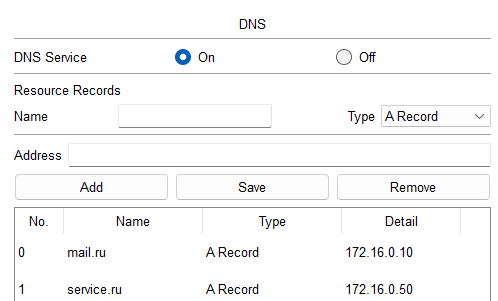 DNS
DNS Service On Off
Resource Records
Name Type A Record
Address
Add Save Remove
No. Name Type Detail
0 mail.ru A Record 172.16.0.10
1 service.ru A Record 172.16.0.50